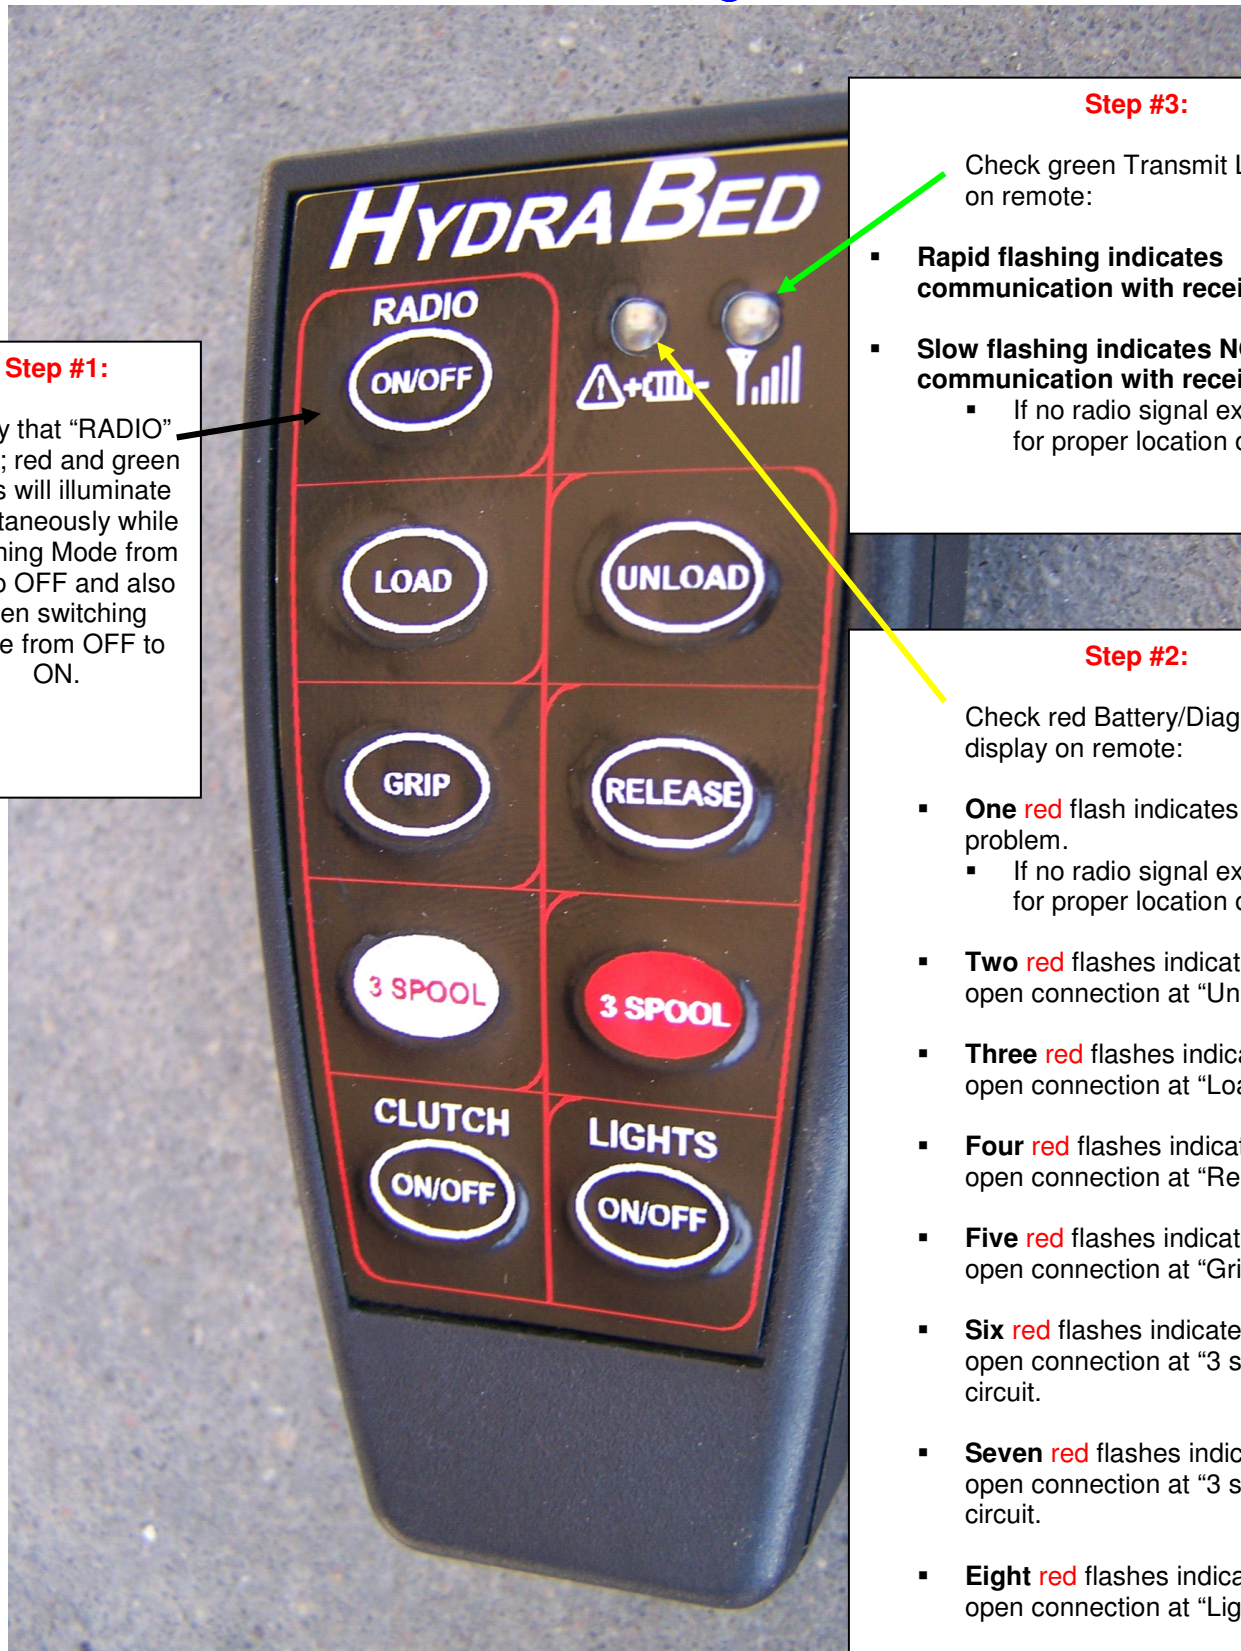 Step #1:
that “RADIO”
; red and green
will illuminate
while
Mode from
OFF and also
switching
from OFF to
ON.
HYDRABED
RADIO
ON/OFF
LOAD
UNLOAD
GRIP
RELEASE
3 SPOOL
3 SPOOL
CLUTCH
ON/OFF
LIGHTS
ON/OFF
Step #3:
Check green Transmit
on remote:
▪ Rapid flashing indicates
communication with
▪ Slow flashing indicates
communication with
▪ If no radio signal
for proper location
Step #2:
Check red
display on remote:
▪ One red flash indicates
problem.
▪ If no radio signal
for proper location
▪ Two red flashes
open connection at
▪ Three red flashes
open connection at
▪ Four red flashes
open connection at
▪ Five red flashes
open connection at
▪ Six red flashes
open connection at “3
circuit.
▪ Seven red flashes
open connection at “3
circuit.
▪ Eight red flashes
open connection at